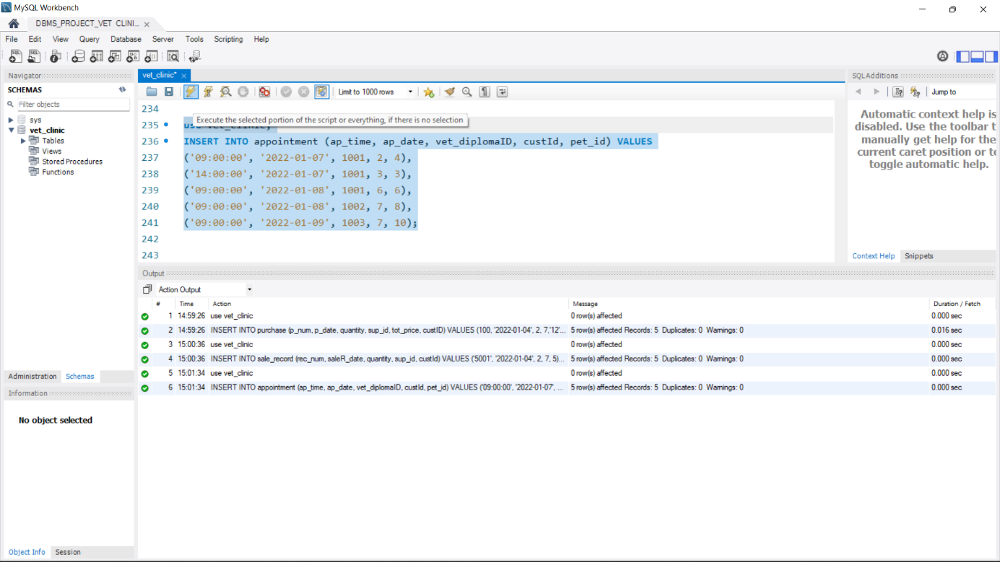 MySQL Workbench
DBMS_PROJECT_VET CLINI... ×
File Edit View Query Database Server Tools Scripting Help
Navigator
SCHEMAS
Filter objects
sys
vet_clinic
Tables
Views
Stored Procedures
Functions
Administration Schemas
Information
No object selected
Object Info Session
vet_clinic* ×
Limit to 1000 rows
Execute the selected portion of the script or everything, if there is no selection
234
235 use vet_clinic;
236 INSERT INTO appointment (ap_time, ap_date, vet_diplomaID, custId, pet_id) VALUES
237 ('09:00:00', '2022-01-07', 1001, 2, 4),
238 ('14:00:00', '2022-01-07', 1001, 3, 3),
239 ('09:00:00', '2022-01-08', 1001, 6, 6),
240 ('09:00:00', '2022-01-08', 1002, 7, 8),
241 ('09:00:00', '2022-01-09', 1003, 7, 10);
242
243
SQLAdditions
Jump to
Automatic context help is
disabled. Use the toolbar t
manually get help for the
current caret position or to
toggle automatic help.
Context Help Snippets
Output
Action Output
# Time Action Message Duration / Fetch
1 14:59:26 use vet_clinic 0 row(s) affected 0.000 sec
2 14:59:26 INSERT INTO purchase (p_num, p_date, quantity, sup_id, tot_price, custID) VALUES (100, '2022-01-04', 2, 7,'12'... 5 row(s) affected Records: 5 Duplicates: 0 Warnings: 0 0.016 sec
3 15:00:36 use vet_clinic 0 row(s) affected 0.000 sec
4 15:00:36 INSERT INTO sale_record (rec_num, saleR_date, quantity, sup_id, custId) VALUES ('5001', '2022-01-04', 2, 7, 5)... 5 row(s) affected Records: 5 Duplicates: 0 Warnings: 0 0.000 sec
5 15:01:34 use vet_clinic 0 row(s) affected 0.000 sec
6 15:01:34 INSERT INTO appointment (ap_time, ap_date, vet_diplomaID, custId, pet_id) VALUES ('09:00:00', '2022-01-07', ... 5 row(s) affected Records: 5 Duplicates: 0 Warnings: 0 0.000 sec